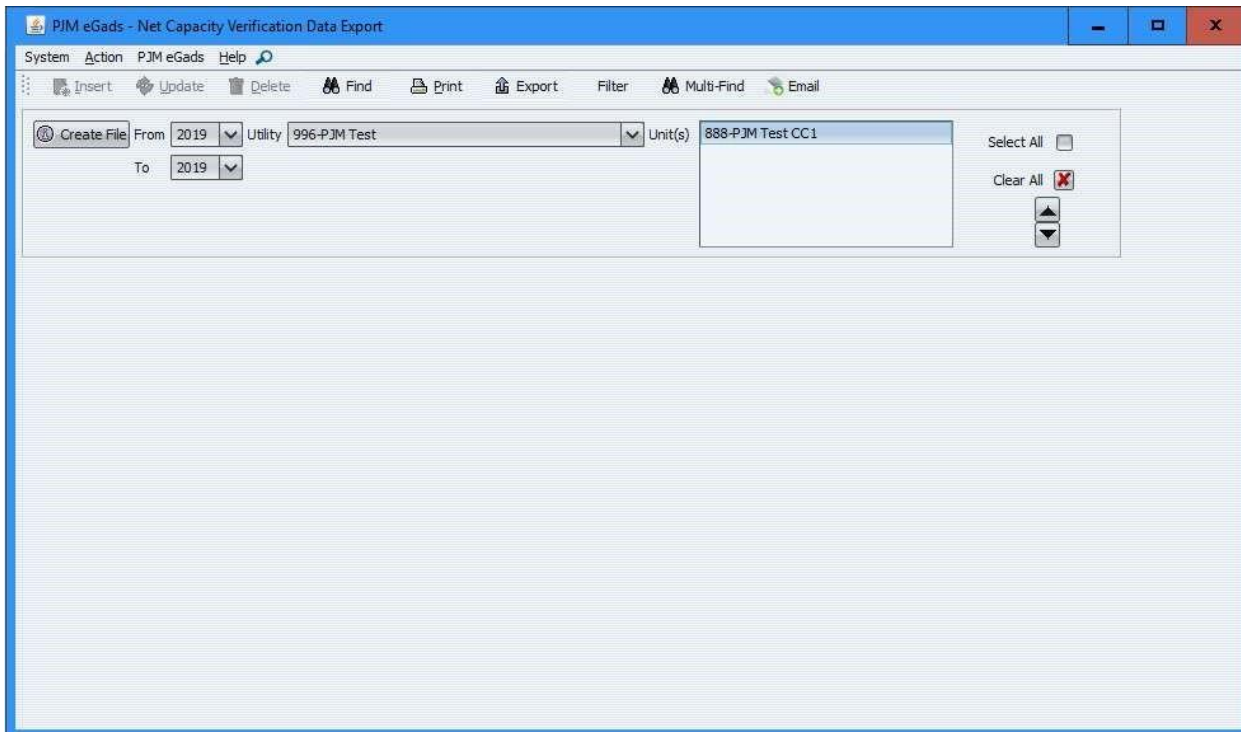 PJM eGads - Net Capacity Verification Data Export
System Action PJM eGads Help
Insert Update Delete Find Print Export Filter Multi-Find Email
Create File From 2019 Utility 996-PJM Test Unit(s) 888-PJM Test CC1 Select All
To 2019 Clear All